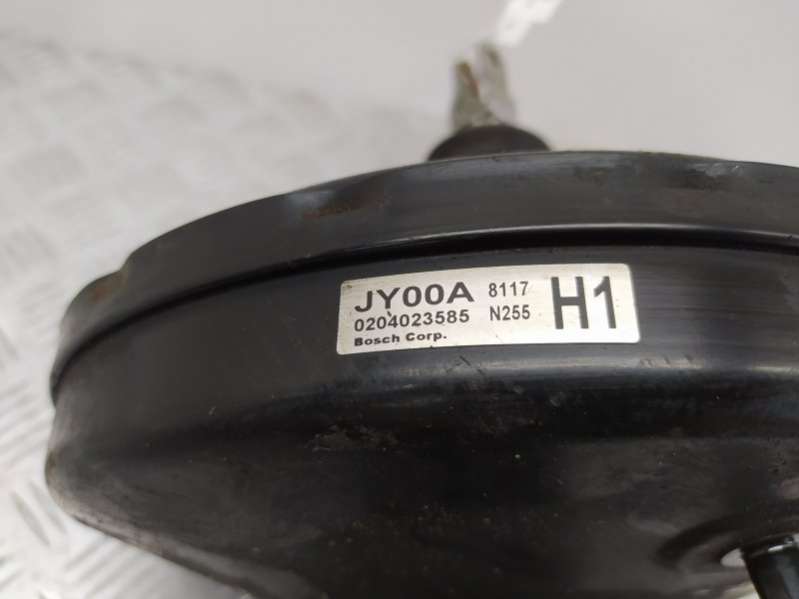 JY00A 8117 H1
0204023585 N255
Bosch Corp.